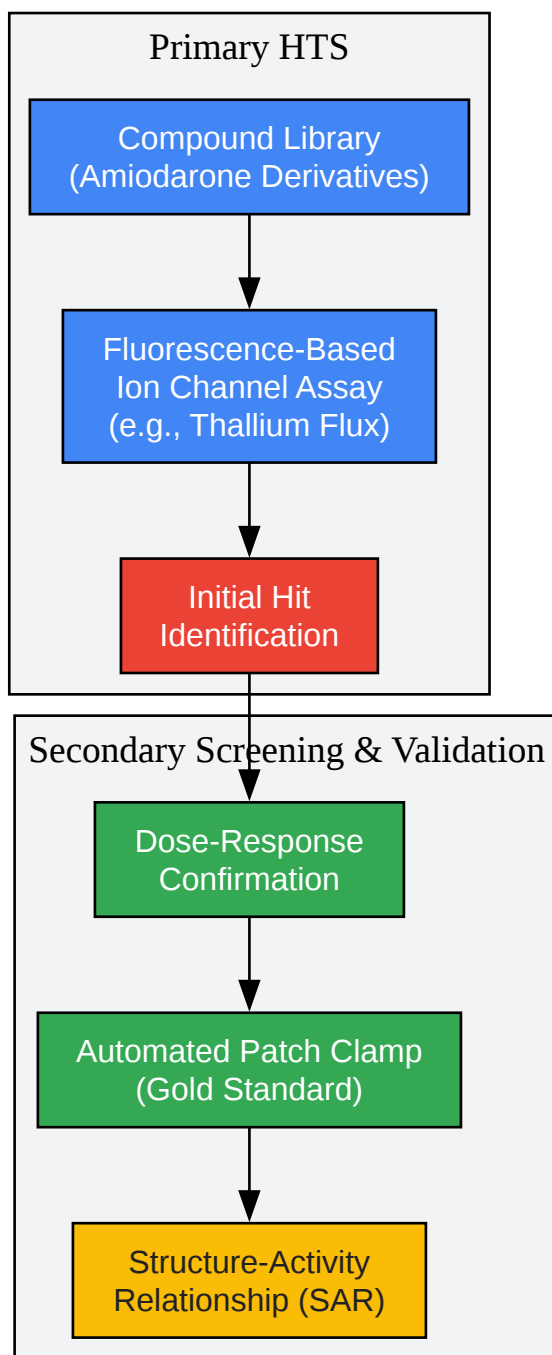 Primary HTS
Compound Library
(Amiodarone Derivatives)
Fluorescence-Based
Ion Channel Assay
(e.g., Thallium Flux)
Initial Hit
Identification
Secondary Screening & Validation
Dose-Response
Confirmation
Automated Patch Clamp
(Gold Standard)
Structure-Activity
Relationship (SAR)